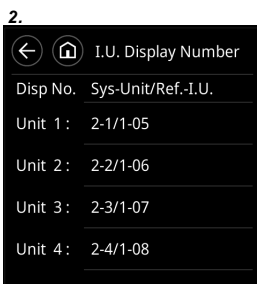 2.
I.U. Display Number
Disp No. Sys-Unit/Ref.-I.U.
Unit 1 : 2-1/1-05
Unit 2 : 2-2/1-06
Unit 3 : 2-3/1-07
Unit 4 : 2-4/1-08